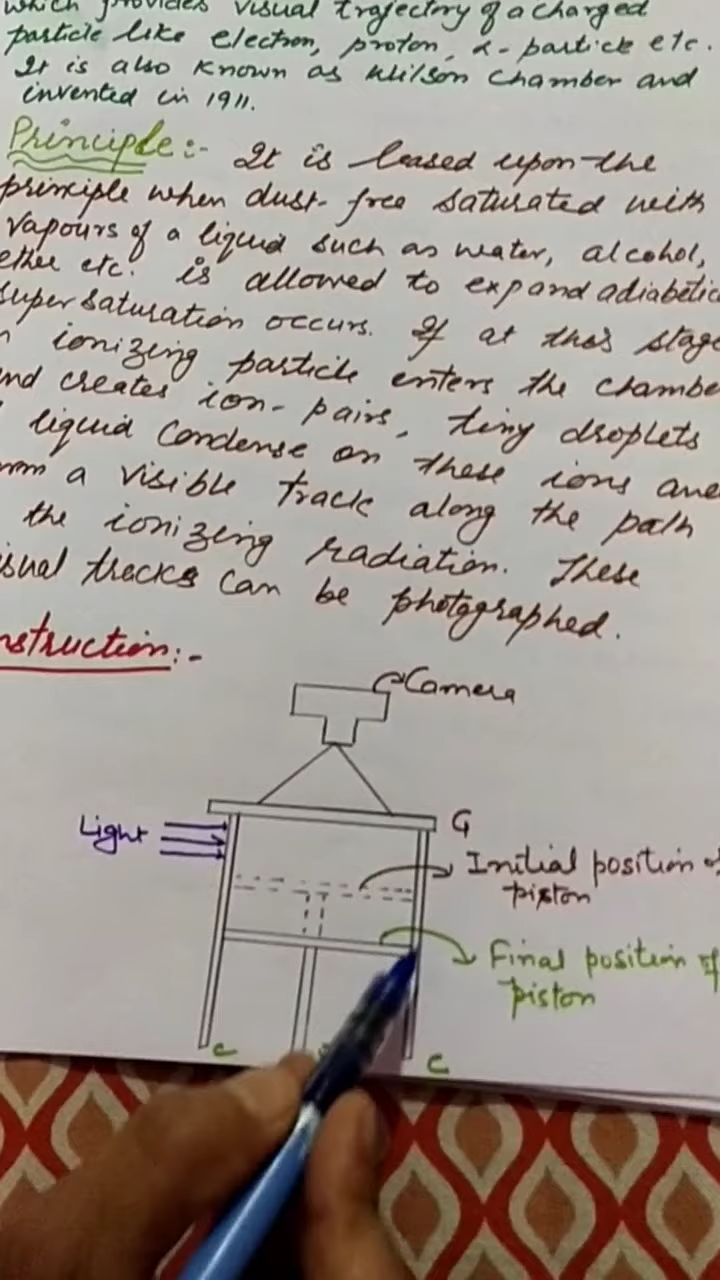 which provides visual trajectory of a charged
particle like electron, proton, α-particle etc.
It is also known as Wilson Chamber and
invented in 1911.
Principle:- It is based upon the
principle when dust-free saturated with
vapours of a liquid such as water, alcohol,
ether etc. is allowed to expand adiabetic
super saturation occurs. If at this stage
n ionizing particle enters the chambe
nd creates ion-pairs, tiny droplets
liquid condense on these ions and
rm a visible track along the path
the ionizing radiation. These
isual tracks can be photographed.
nstruction:-
Camera
G
Light
Initial position of
piston
Final position of
piston
C
C